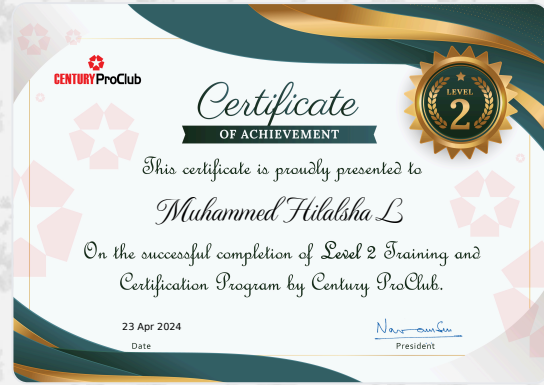 CENTURY ProClub
Certificate
OF ACHIEVEMENT
LEVEL
2
This certificate is proudly presented to
Muhammed Hilalsha L
On the successful completion of Level 2 Training and
Certification Program by Century ProClub.
23 Apr 2024
Date
President